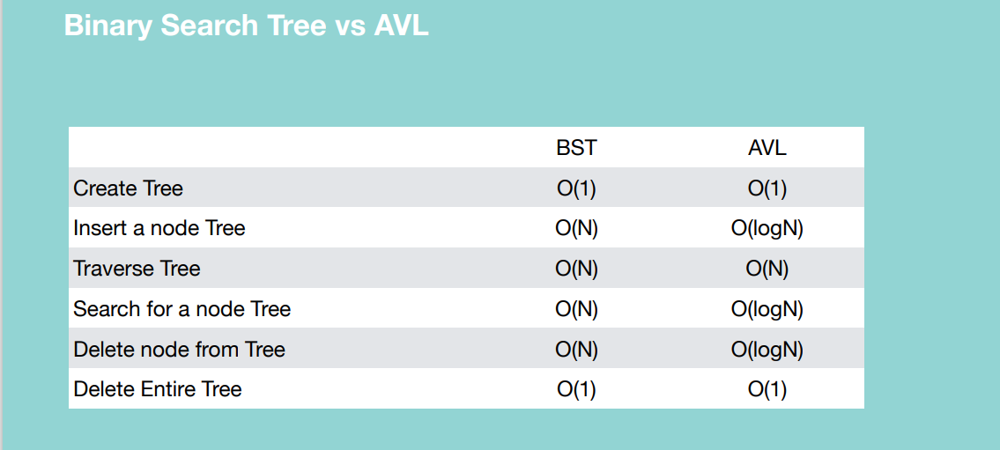 Binary Search Tree vs AVL
BST AVL
Create Tree O(1) O(1)
Insert a node Tree O(N) O(logN)
Traverse Tree O(N) O(N)
Search for a node Tree O(N) O(logN)
Delete node from Tree O(N) O(logN)
Delete Entire Tree O(1) O(1)